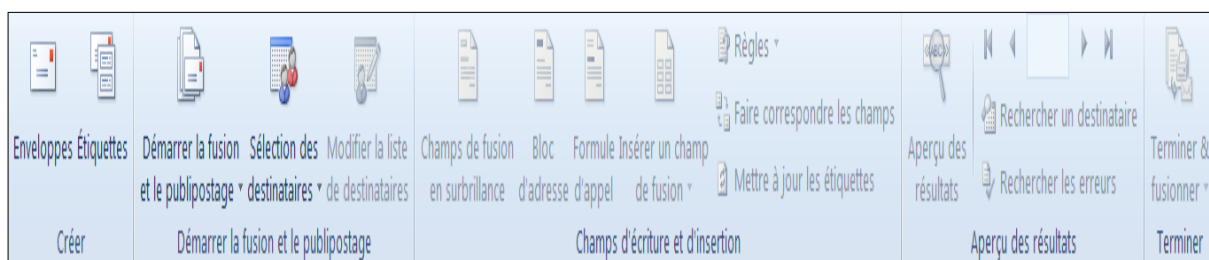 Enveloppes
Étiquettes
Créer
Démarrer la fusion
et le publipostage
Sélection des
destinataires
Modifier la liste
de destinataires
Démarrer la fusion et le publipostage
Champs de fusion
en surbrillance
Bloc
d'adresse
Formule
d'appel
Insérer un champ
de fusion
Règles
Faire correspondre les champs
Mettre à jour les étiquettes
Champs d'écriture et d'insertion
ABC
Aperçu des
résultats
Rechercher un destinataire
Rechercher les erreurs
Aperçu des résultats
Terminer &
fusionner
Terminer